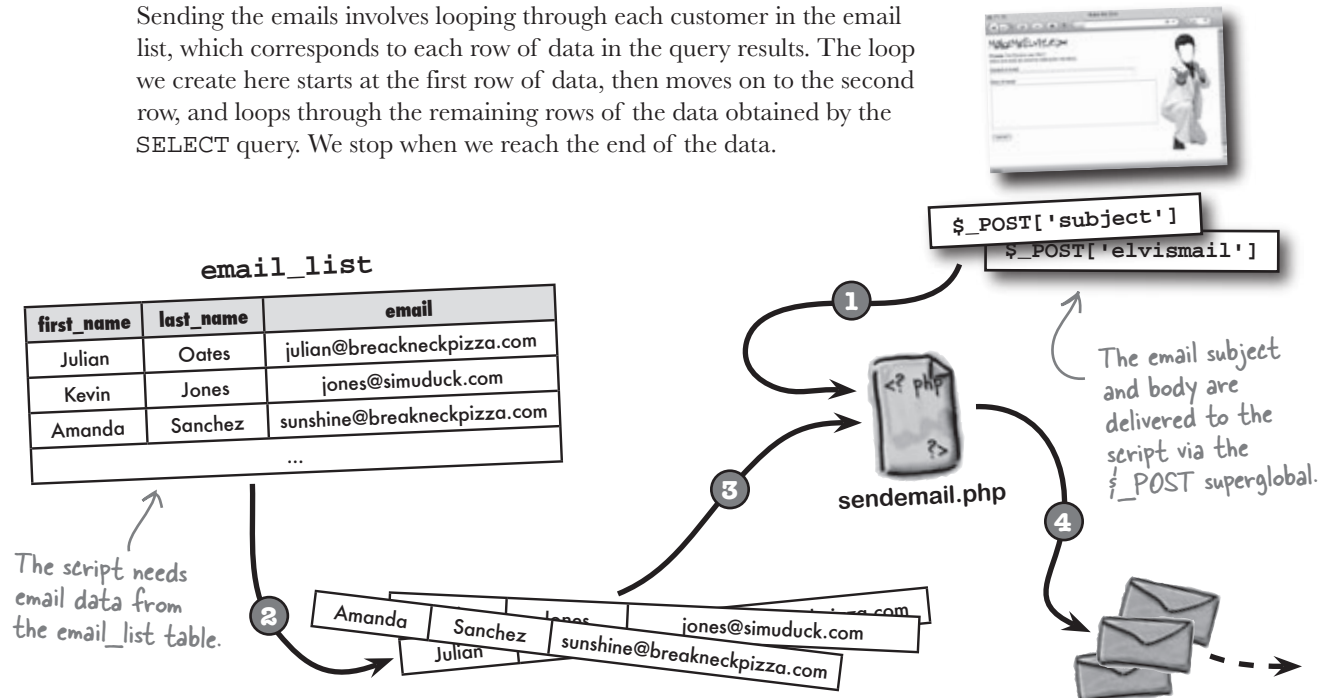 Sending the emails involves looping through each customer in the email
list, which corresponds to each row of data in the query results. The loop
we create here starts at the first row of data, then moves on to the second
row, and loops through the remaining rows of the data obtained by the
SELECT query. We stop when we reach the end of the data.
$_POST['subject']
$_POST['elvismail']
email_list
first_name last_name email
Julian Oates julian@breackneckpizza.com
Kevin Jones jones@simuduck.com
Amanda Sanchez sunshine@breakneckpizza.com
...
1
<? php
?>
sendemail.php
The email subject
and body are
delivered to the
script via the
$_POST superglobal.
3
4
The script needs
email data from
the email_list table.
2
Jones jones@simuduck.com
Amanda Sanchez sunshine@breakneckpizza.com
Julian